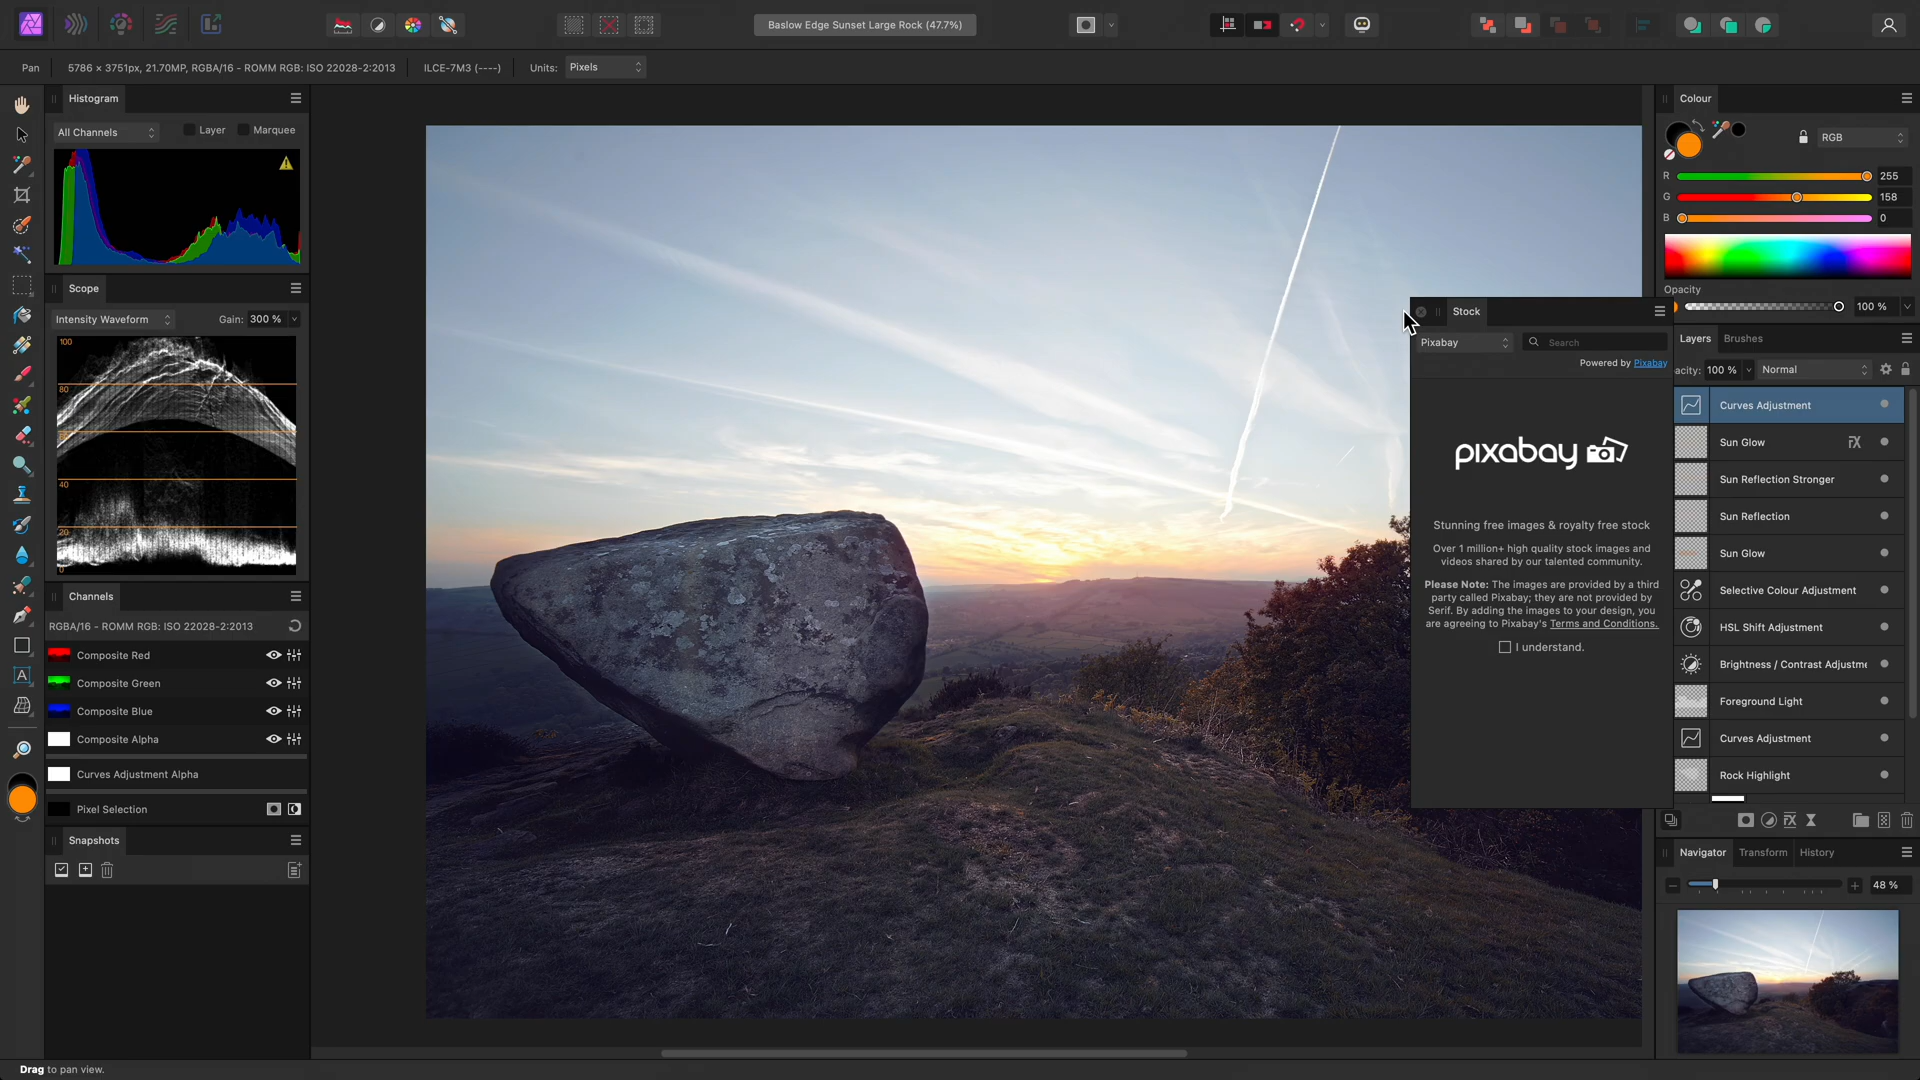 Baslow Edge Sunset Large Rock (47.7%)
Pan
5786 × 3751px, 21.70MP, RGBA/16 - ROMM RGB: ISO 22028-2:2013
ILCE-7M3 (----)
Units:
Pixels
Histogram
All Channels
Layer
Marquee
Scope
Intensity Waveform
Gain: 300 %
100
80
60
40
20
0
Channels
RGBA/16 - ROMM RGB: ISO 22028-2:2013
Composite Red
Composite Green
Composite Blue
Composite Alpha
Curves Adjustment Alpha
Pixel Selection
Snapshots
Stock
Pixabay
Search
Powered by Pixabay
pixabay
Stunning free images & royalty free stock
Over 1 million+ high quality stock images and
videos shared by our talented community.
Please Note: The images are provided by a third
party called Pixabay; they are not provided by
Serif. By adding the images to your design, you
are agreeing to Pixabay's Terms and Conditions.
I understand.
Colour
RGB
R
255
G
158
B
0
Opacity
100 %
Layers
Brushes
acity: 100 %
Normal
Curves Adjustment
Sun Glow
Sun Reflection Stronger
Sun Reflection
Sun Glow
Selective Colour Adjustment
HSL Shift Adjustment
Brightness / Contrast Adjustme
Foreground Light
Curves Adjustment
Rock Highlight
Navigator
Transform
History
48 %
Drag to pan view.